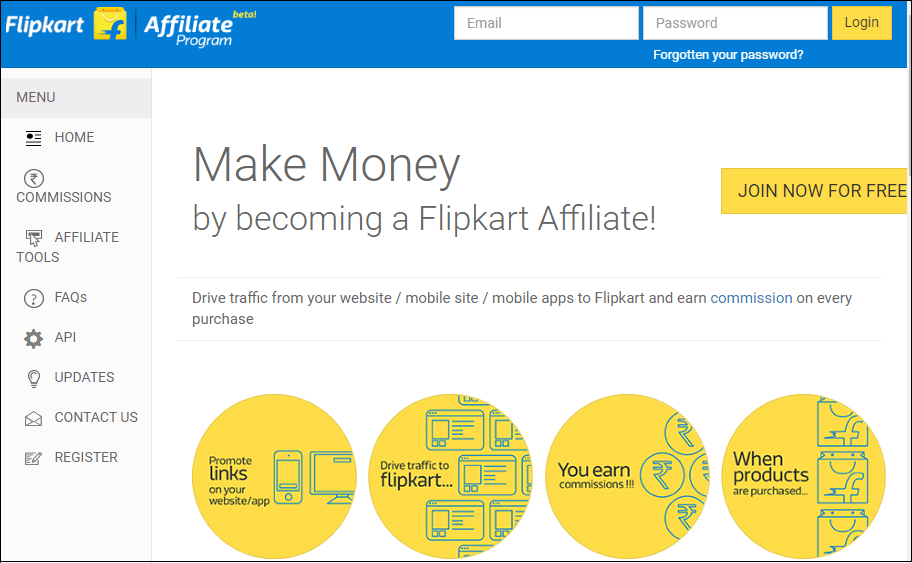 Flipkart
Affiliate beta!
Program
Email
Password
Login
Forgotten your password?
MENU
HOME
COMMISSIONS
AFFILIATE
TOOLS
FAQs
API
UPDATES
CONTACT US
REGISTER
Make Money
by becoming a Flipkart Affiliate!
JOIN NOW FOR FREE
Drive traffic from your website / mobile site / mobile apps to Flipkart and earn commission on every
purchase
Promote
links
on your
website/app
Drive traffic to
flipkart...
You earn
commissions !!!
When
products
are purchased...